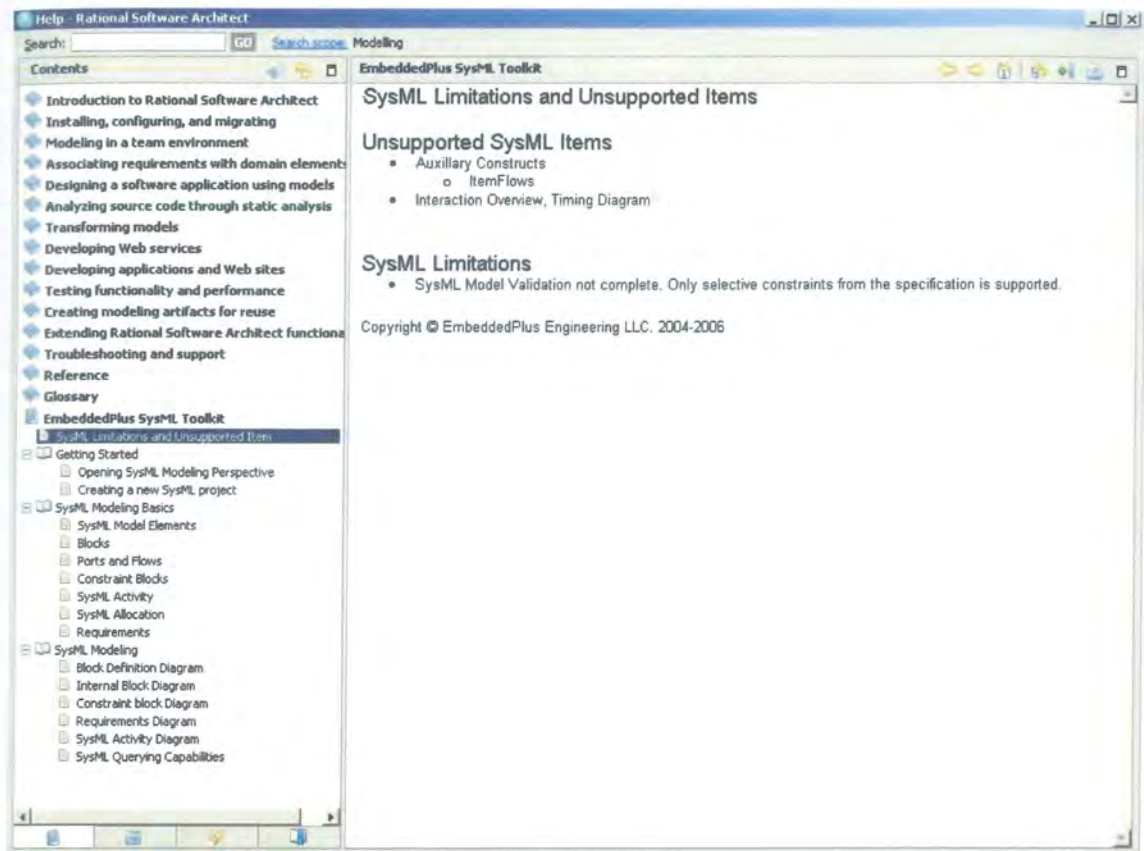 Help - Rational Software Architect
Search:
GO
Search scope: Modelling
Contents
Introduction to Rational Software Architect
Installing, configuring, and migrating
Modeling in a team environment
Associating requirements with domain elements
Designing a software application using models
Analyzing source code through static analysis
Transforming models
Developing Web services
Developing applications and Web sites
Testing functionality and performance
Creating modeling artifacts for reuse
Extending Rational Software Architect functiona
Troubleshooting and support
Reference
Glossary
EmbeddedPlus SysML Toolkit
SysML Limitations and Unsupported Item
Getting Started
Opening SysML Modeling Perspective
Creating a new SysML project
SysML Modeling Basics
SysML Model Elements
Blocks
Ports and Flows
Constraint Blocks
SysML Activity
SysML Allocation
Requirements
SysML Modeling
Block Definition Diagram
Internal Block Diagram
Constraint block Diagram
Requirements Diagram
SysML Activity Diagram
SysML Querying Capabilities
EmbeddedPlus SysML Toolkit
SysML Limitations and Unsupported Items
Unsupported SysML Items
• Auxillary Constructs
o ItemFlows
• Interaction Overview, Timing Diagram
SysML Limitations
• SysML Model Validation not complete. Only selective constraints from the specification is supported.
Copyright © EmbeddedPlus Engineering LLC. 2004-2006